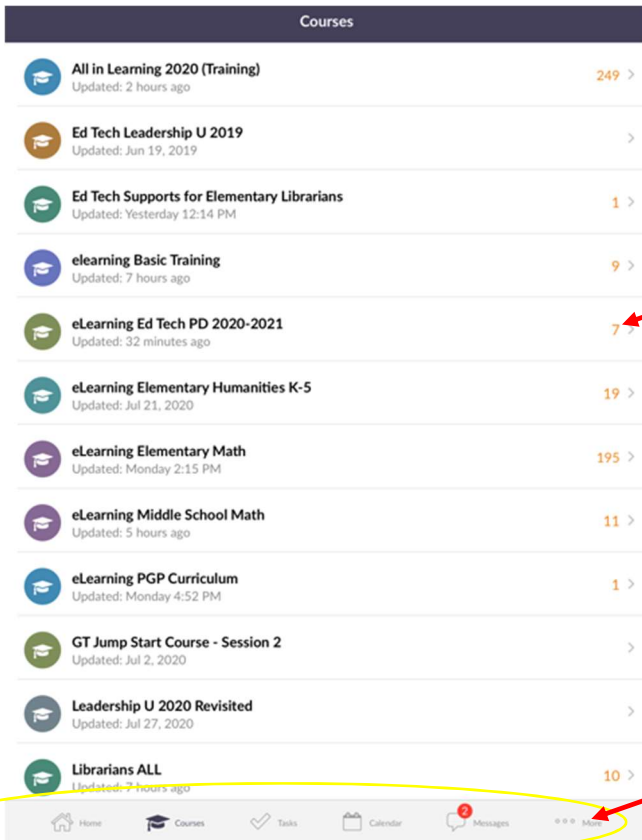 Courses
All in Learning 2020 (Training)
Updated: 2 hours ago
249
Ed Tech Leadership U 2019
Updated: Jun 19, 2019
Ed Tech Supports for Elementary Librarians
Updated: Yesterday 12:14 PM
1
elearning Basic Training
Updated: 7 hours ago
9
eLearning Ed Tech PD 2020-2021
Updated: 32 minutes ago
7
eLearning Elementary Humanities K-5
Updated: Jul 21, 2020
19
eLearning Elementary Math
Updated: Monday 2:15 PM
195
eLearning Middle School Math
Updated: 5 hours ago
11
eLearning PGP Curriculum
Updated: Monday 4:52 PM
1
GT Jump Start Course - Session 2
Updated: Jul 2, 2020
Leadership U 2020 Revisited
Updated: Jul 27, 2020
Librarians ALL
Updated: 7 hours ago
10
Home Courses Tasks Calendar 2 Messages More